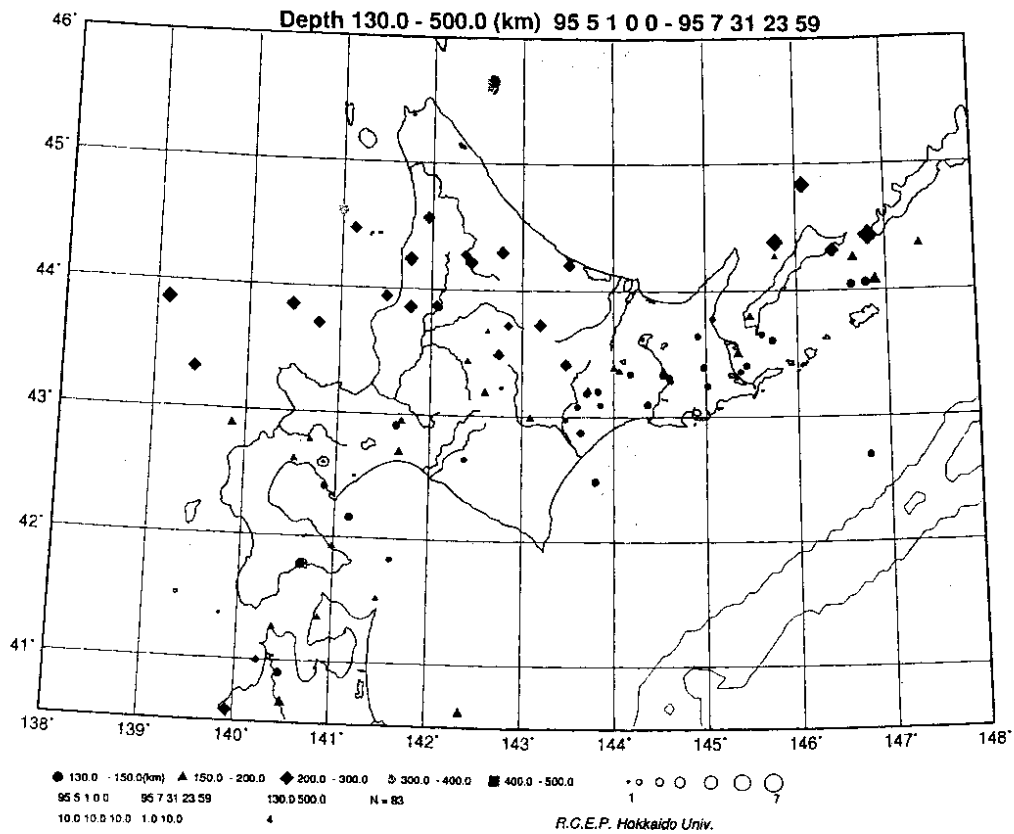 Depth 130.0 - 500.0 (km) 95 5 1 0 0 - 95 7 31 23 59
46°
45°
44°
43°
42°
41°
138° 139° 140° 141° 142° 143° 144° 145° 146° 147° 148°
130.0 - 150.0(km) 150.0 - 200.0 200.0 - 300.0 300.0 - 400.0 400.0 - 500.0
1 7
95 5 1 0 0 95 7 31 23 59 130.0 500.0 N = 83
10.0 10.0 10.0 1.0 10.0 4
R.C.E.P. Hokkaido Univ.